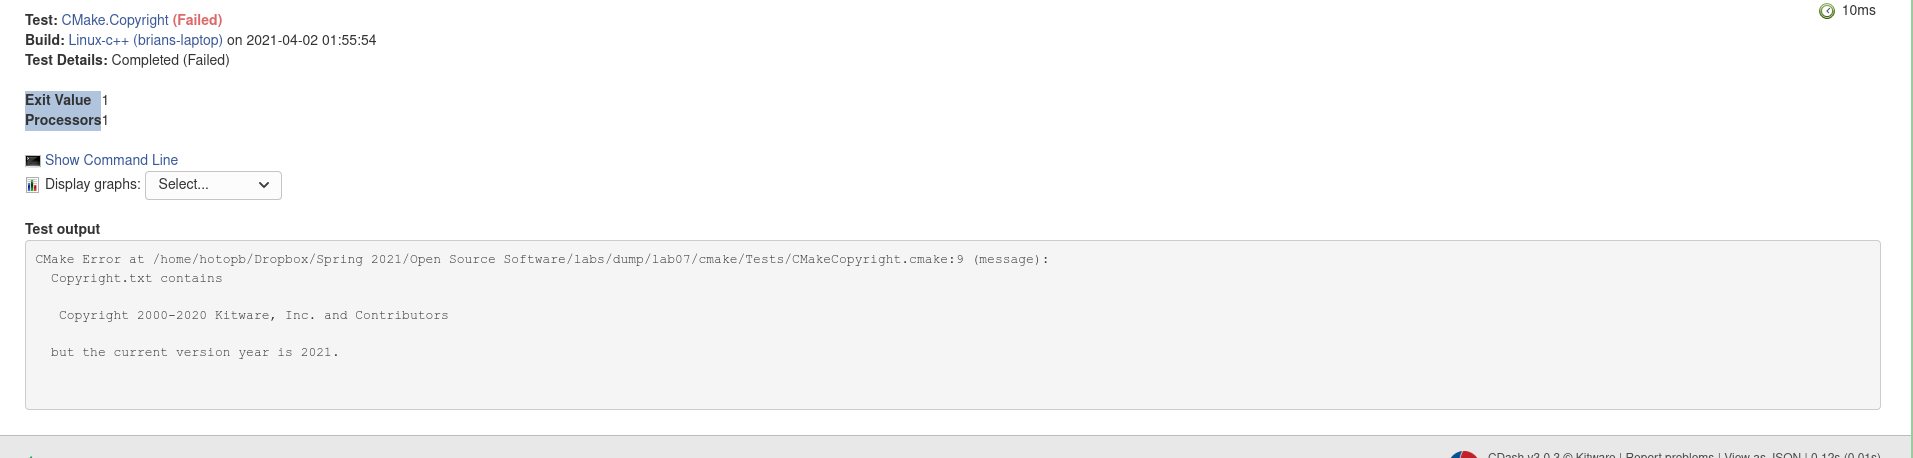 Test: CMake.Copyright (Failed)
10ms
Build: Linux-c++ (brians-laptop) on 2021-04-02 01:55:54
Test Details: Completed (Failed)
Exit Value 1
Processors 1
Show Command Line
Display graphs: Select...
Test output
CMake Error at /home/hotopb/Dropbox/Spring 2021/Open Source Software/labs/dump/lab07/cmake/Tests/CMakeCopyright.cmake:9 (message):
Copyright.txt contains
Copyright 2000-2020 Kitware, Inc. and Contributors
but the current version year is 2021.
CDash v3.0.3 © Kitware | Report problems | View as JSON | 0.12s (0.01s)